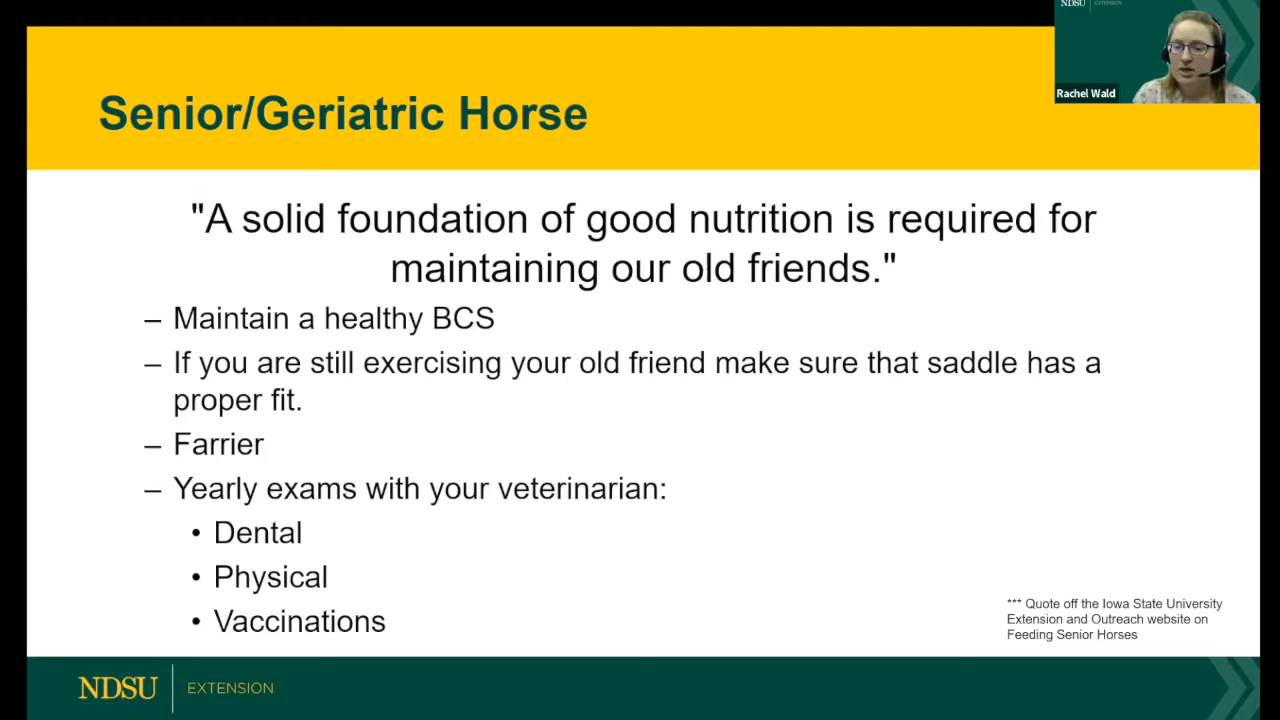 NDSU EXTENSION
Rachel Wald
Senior/Geriatric Horse
"A solid foundation of good nutrition is required for
maintaining our old friends."
– Maintain a healthy BCS
– If you are still exercising your old friend make sure that saddle has a
proper fit.
– Farrier
– Yearly exams with your veterinarian:
• Dental
• Physical
• Vaccinations
*** Quote off the Iowa State University
Extension and Outreach website on
Feeding Senior Horses
NDSU EXTENSION